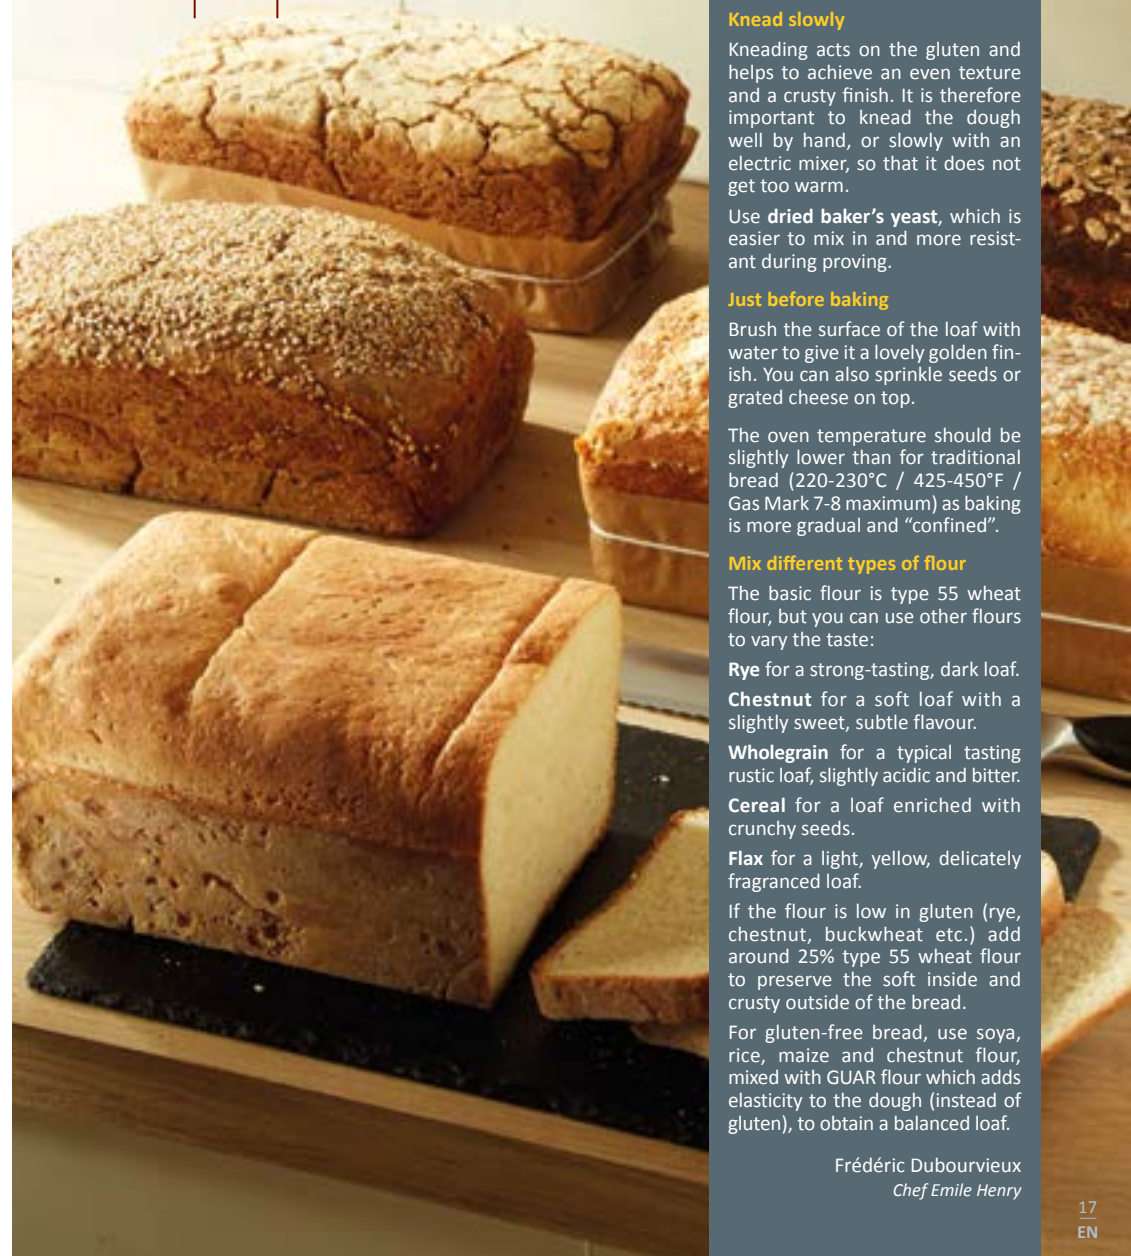 Knead slowly
Kneading acts on the gluten and
helps to achieve an even texture
and a crusty finish. It is therefore
important to knead the dough
well by hand, or slowly with an
electric mixer, so that it does not
get too warm.
Use dried baker's yeast, which is
easier to mix in and more resist-
ant during proving.
Just before baking
Brush the surface of the loaf with
water to give it a lovely golden fin-
ish. You can also sprinkle seeds or
grated cheese on top.
The oven temperature should be
slightly lower than for traditional
bread (220-230°C / 425-450°F /
Gas Mark 7-8 maximum) as baking
is more gradual and “confined”.
Mix different types of flour
The basic flour is type 55 wheat
flour, but you can use other flours
to vary the taste:
Rye for a strong-tasting, dark loaf.
Chestnut for a soft loaf with a
slightly sweet, subtle flavour.
Wholegrain for a typical tasting
rustic loaf, slightly acidic and bitter.
Cereal for a loaf enriched with
crunchy seeds.
Flax for a light, yellow, delicately
fragranced loaf.
If the flour is low in gluten (rye,
chestnut, buckwheat etc.) add
around 25% type 55 wheat flour
to preserve the soft inside and
crusty outside of the bread.
For gluten-free bread, use soya,
rice, maize and chestnut flour,
mixed with GUAR flour which adds
elasticity to the dough (instead of
gluten), to obtain a balanced loaf.
Frédéric Dubourvieux
Chef Emile Henry
17
EN